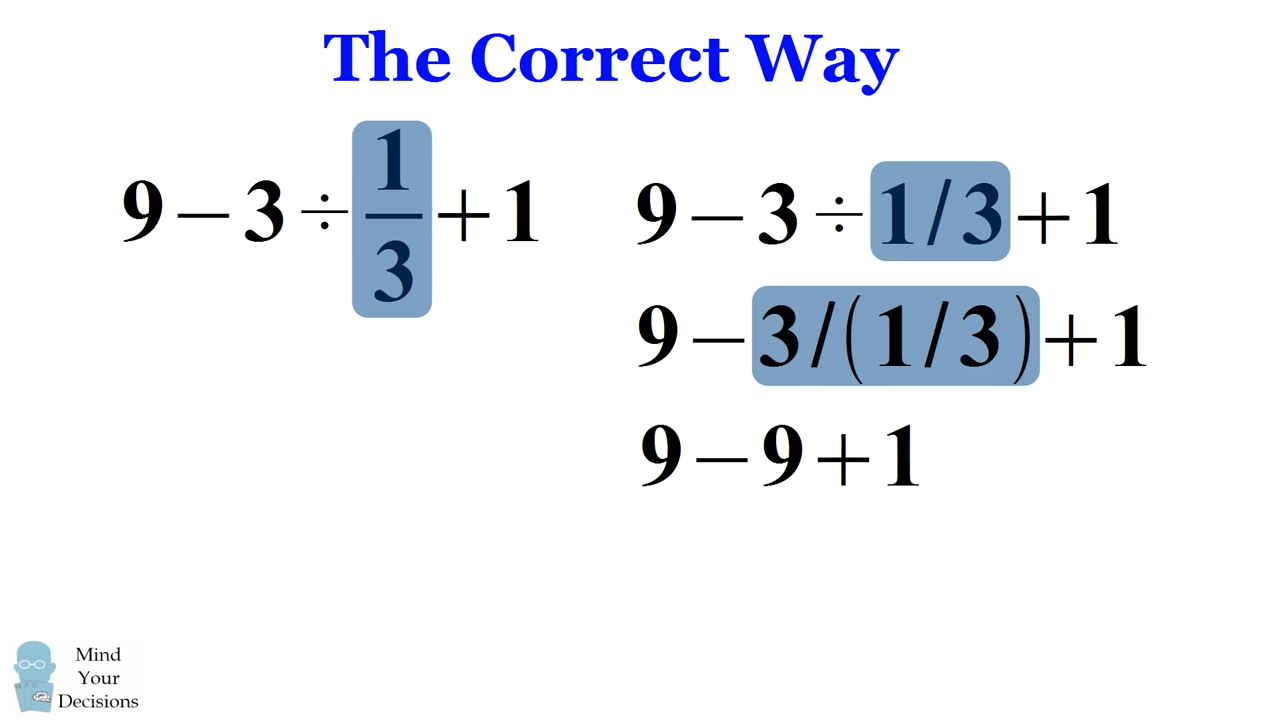 The Correct Way
9 − 3 ÷ 1/3 + 1
9 − 3 ÷ 1/3 + 1
9 − 3/(1/3) + 1
9 − 9 + 1
Mind
Your
Decisions